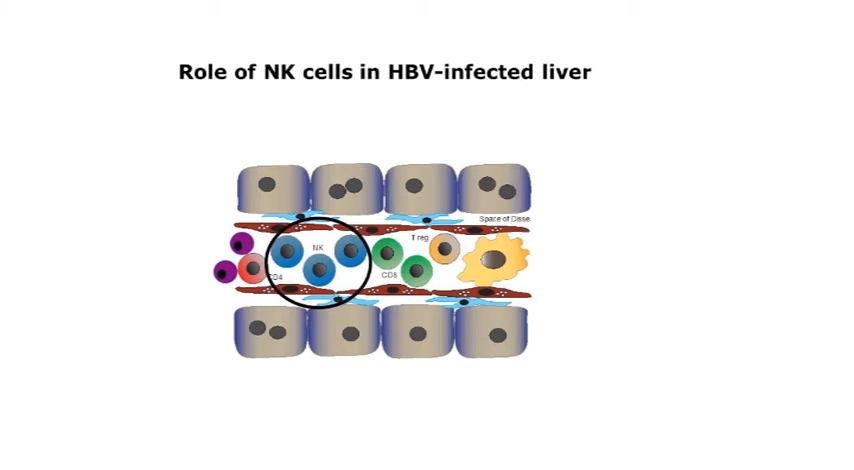 Role of NK cells in HBV-infected liver
Space of Disse
T reg
NK
CD4
CD8